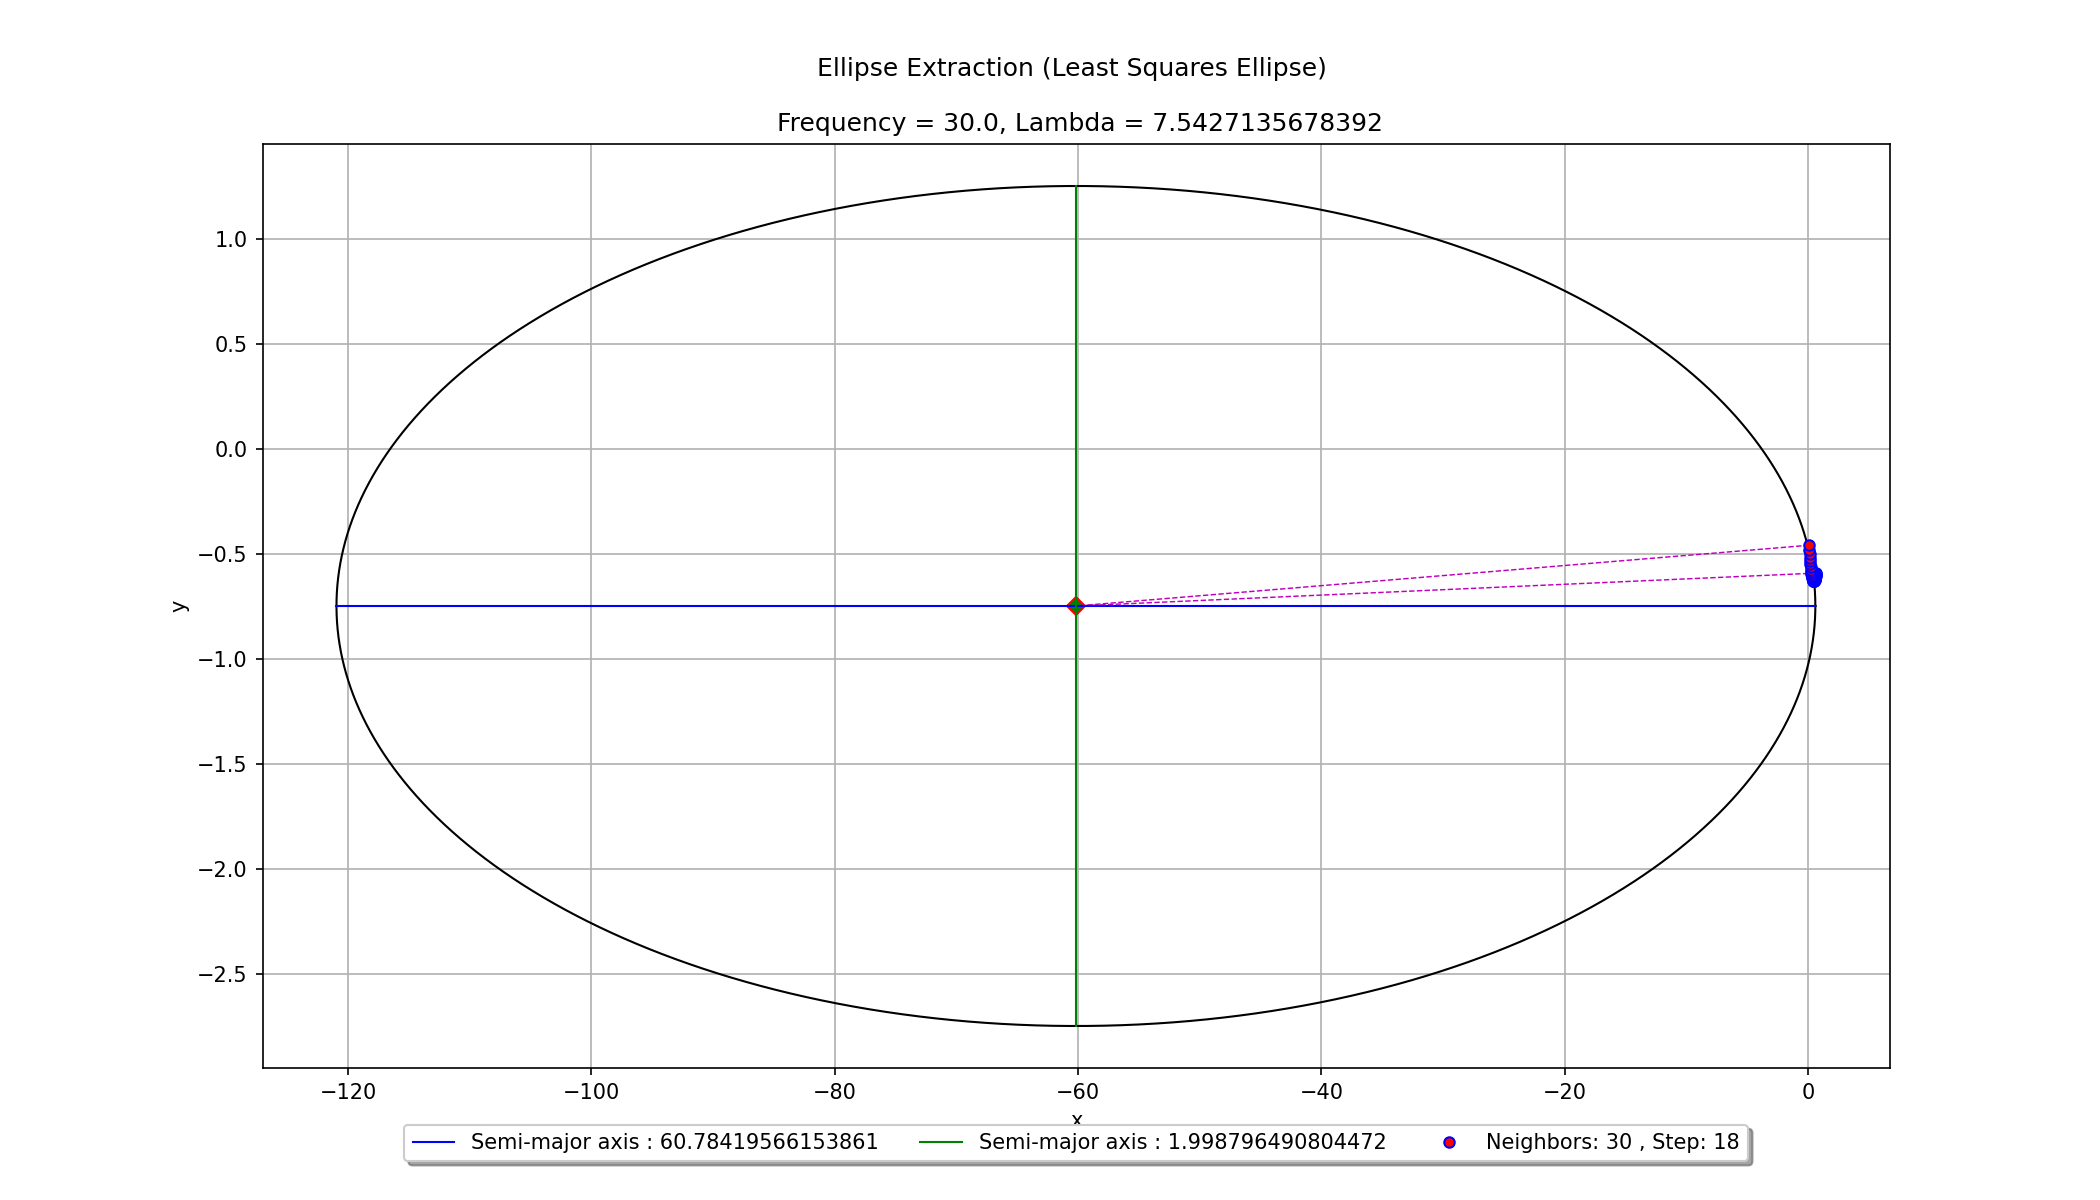 Ellipse Extraction (Least Squares Ellipse)
Frequency = 30.0, Lambda = 7.5427135678392
1.0
0.5
0.0
−0.5
−1.0
−1.5
−2.0
−2.5
y
−120
−100
−80
−60
−40
−20
0
x
Semi-major axis : 60.78419566153861
Semi-major axis : 1.998796490804472
Neighbors: 30 , Step: 18